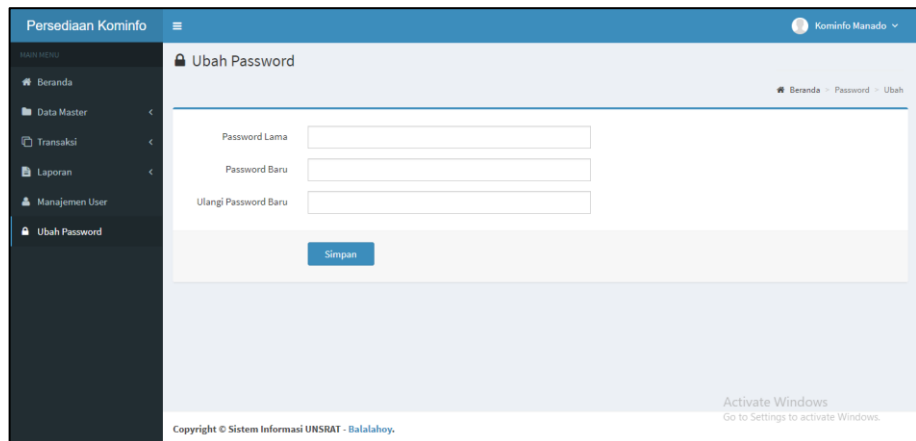 Persediaan Kominfo
Kominfo Manado
MAIN MENU
Ubah Password
Beranda
Beranda > Password > Ubah
Data Master
Transaksi
Laporan
Manajemen User
Ubah Password
Password Lama
Password Baru
Ulangi Password Baru
Simpan
Activate Windows
Go to Settings to activate Windows.
Copyright © Sistem Informasi UNSRAT - Balalahoy.